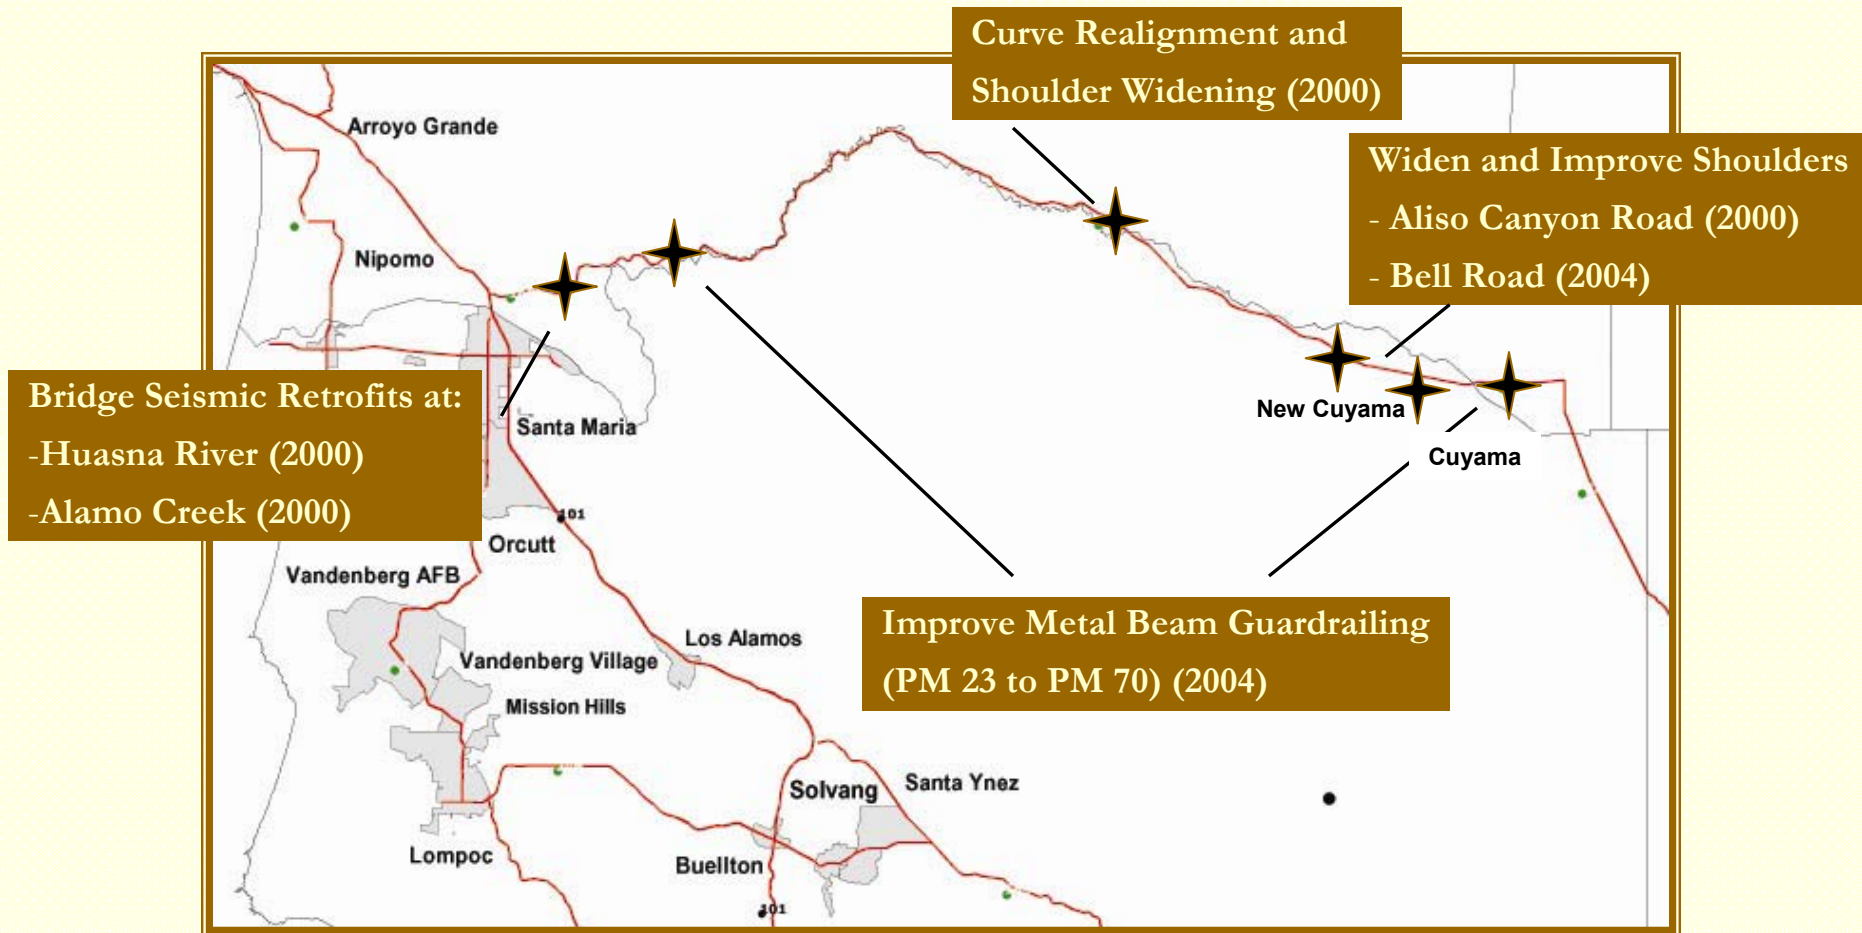 Curve Realignment and
Shoulder Widening (2000)
Arroyo Grande
Widen and Improve Shoulders
- Aliso Canyon Road (2000)
- Bell Road (2004)
Nipomo
Bridge Seismic Retrofits at:
-Huasna River (2000)
-Alamo Creek (2000)
New Cuyama
Santa Maria
Cuyama
101
Orcutt
Vandenberg AFB
Improve Metal Beam Guardrailing
(PM 23 to PM 70) (2004)
Los Alamos
Vandenberg Village
Mission Hills
Solvang
Santa Ynez
Lompoc
Buellton
101